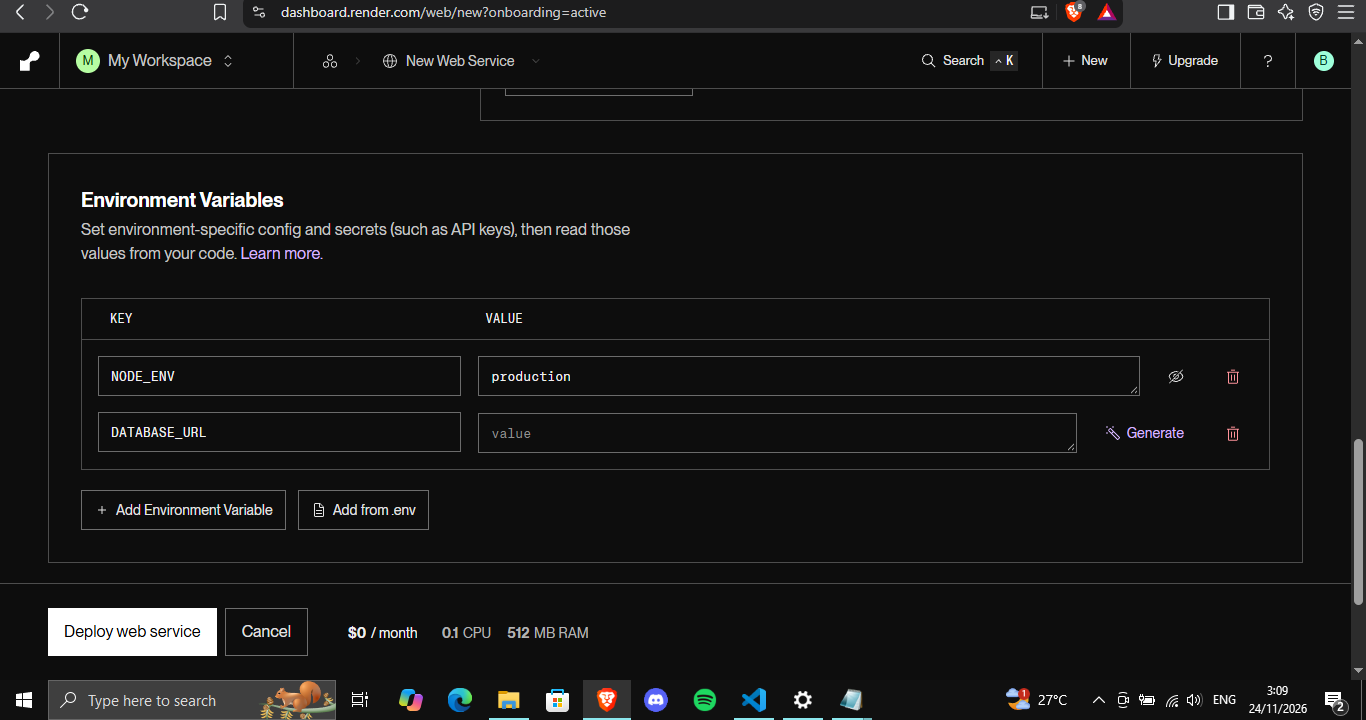 dashboard.render.com/web/new?onboarding=active
8
M My Workspace
New Web Service
Search ^ K
+ New
Upgrade
?
B
Environment Variables
Set environment-specific config and secrets (such as API keys), then read those
values from your code. Learn more.
KEY VALUE
NODE_ENV production
DATABASE_URL value Generate
+ Add Environment Variable Add from .env
Deploy web service Cancel $0 / month 0.1 CPU 512 MB RAM
Type here to search
1
27°C
ENG
3:09
24/11/2026
2